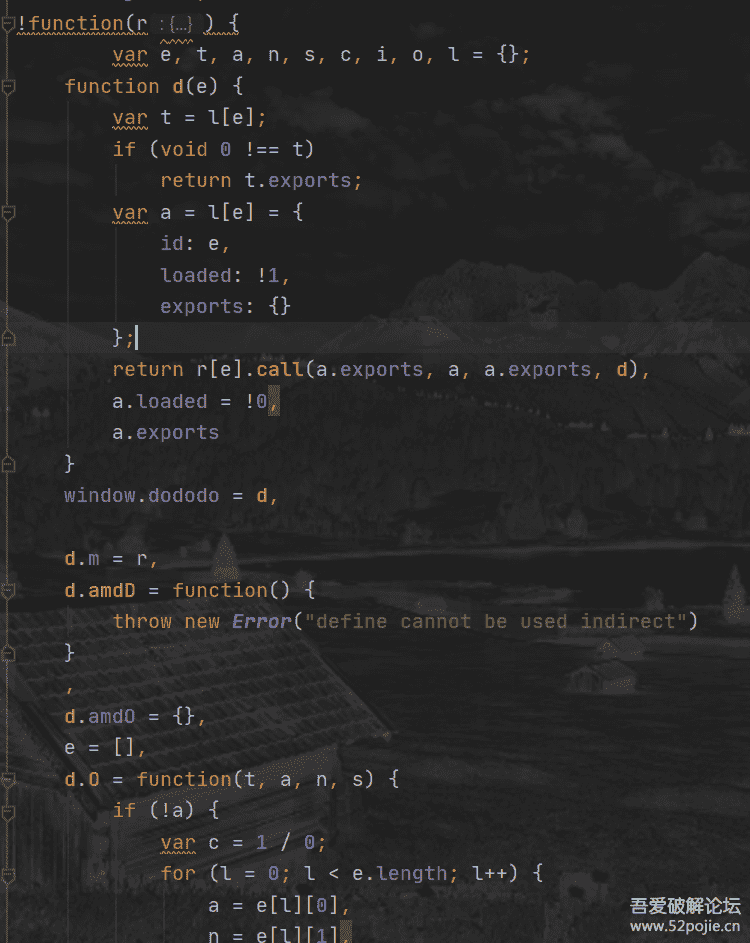 !function(r :{...} ) {
var e, t, a, n, s, c, i, o, l = {};
function d(e) {
var t = l[e];
if (void 0 !== t)
return t.exports;
var a = l[e] = {
id: e,
loaded: !1,
exports: {}
};
return r[e].call(a.exports, a, a.exports, d),
a.loaded = !0,
a.exports
}
window.dododo = d,
d.m = r,
d.amdD = function() {
throw new Error("define cannot be used indirect")
}
,
d.amdO = {},
e = [],
d.O = function(t, a, n, s) {
if (!a) {
var c = 1 / 0;
for (l = 0; l < e.length; l++) {
a = e[l][0],
n = e[l][1],
吾爱破解论坛
www.52pojie.cn